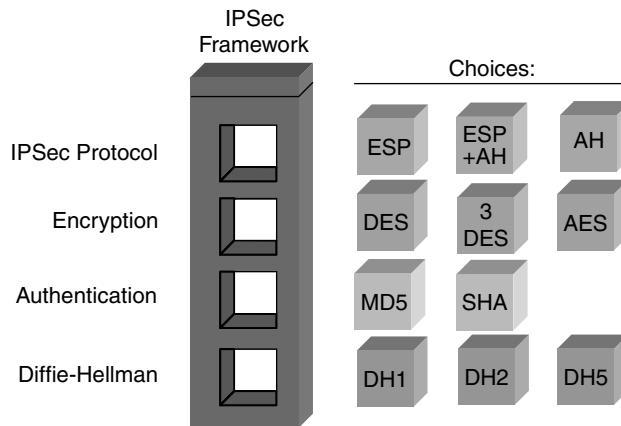 IPSec
Framework
Choices:
IPSec Protocol
ESP
ESP
+AH
AH
Encryption
DES
3
DES
AES
Authentication
MD5
SHA
Diffie-Hellman
DH1
DH2
DH5